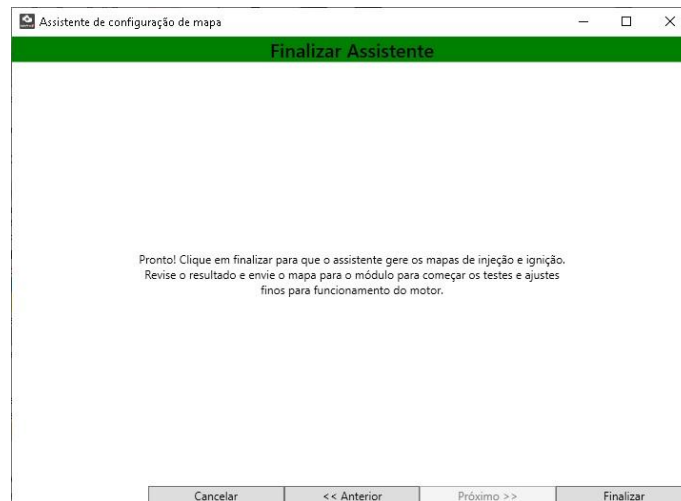 Assistente de configuração de mapa
Finalizar Assistente
Pronto! Clique em finalizar para que o assistente gere os mapas de injeção e ignição.
Revise o resultado e envie o mapa para o módulo para começar os testes e ajustes
finos para funcionamento do motor.
Cancelar
<< Anterior
Próximo >>
Finalizar